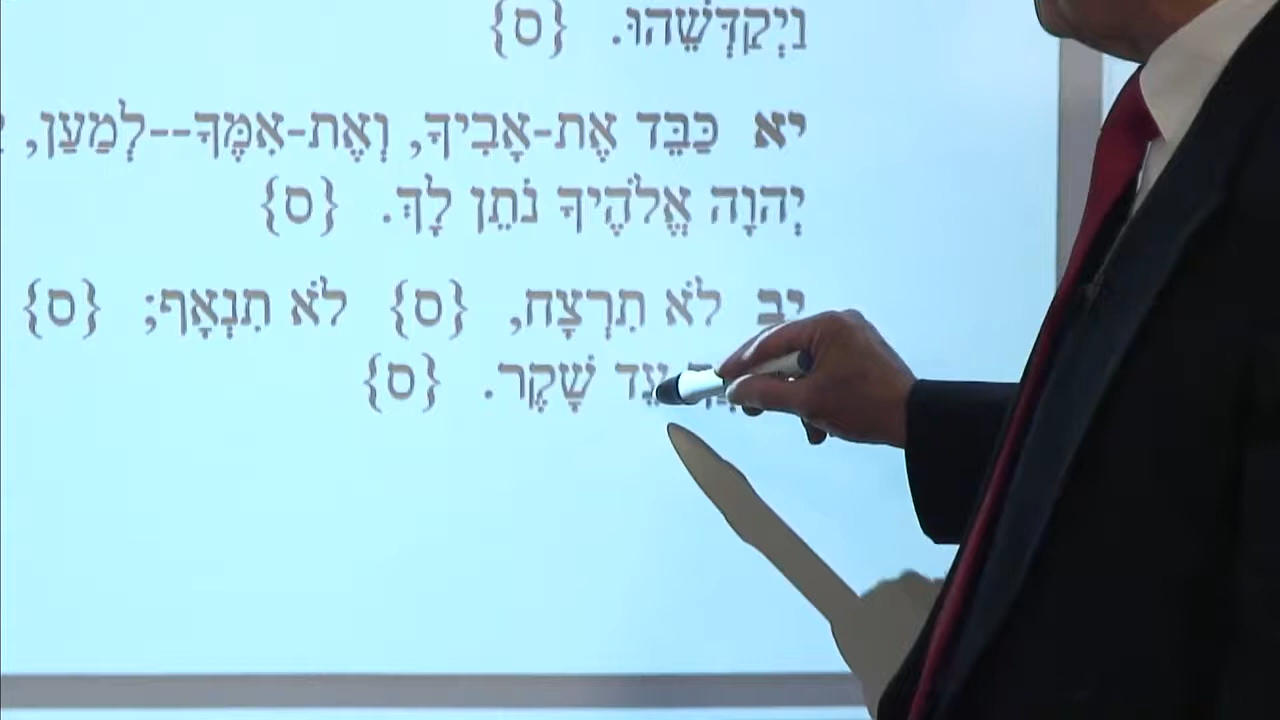 וַיְקַדְּשֵׁהוּ. {ס}
יא כַּבֵּד אֶת-אָבִיךָ, וְאֶת-אִמֶּךָ--לְמַעַן,
יְהוָה אֱלֹהֶיךָ נֹתֵן לָךְ. {ס}
יב לֹא תִרְצָח, {ס} לֹא תִנְאָף; {ס}
עֵד שָׁקֶר. {ס}